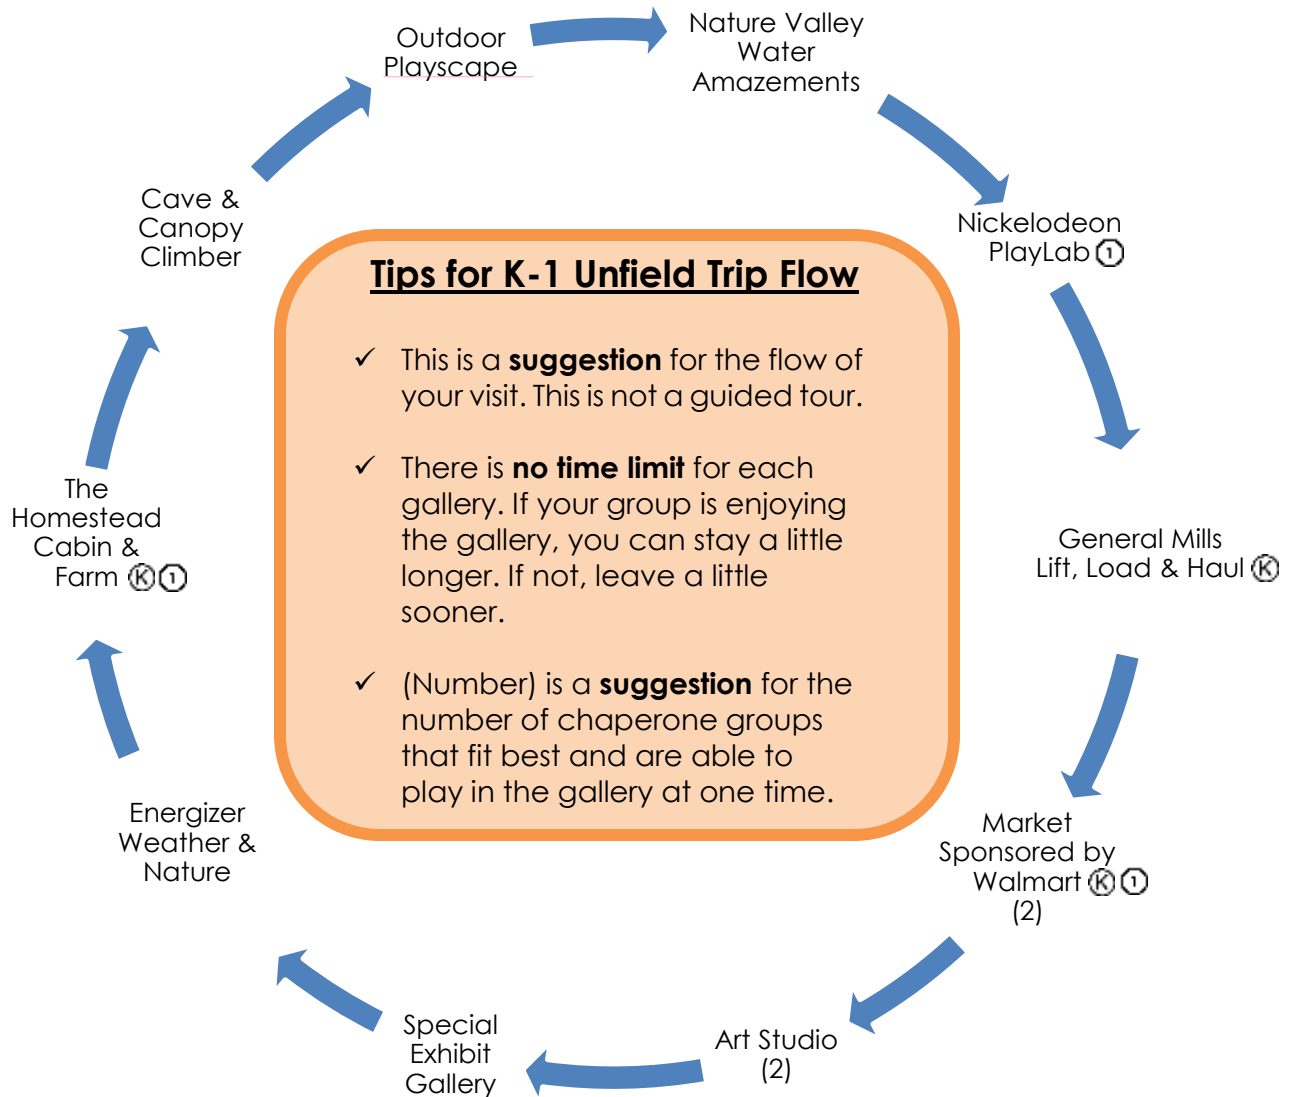 Outdoor
Playscape
Nature Valley
Water
Amazements
Nickelodeon
PlayLab ①
General Mills
Lift, Load & Haul Ⓚ
Market
Sponsored by
Walmart Ⓚ ①
(2)
Art Studio
(2)
Special
Exhibit
Gallery
Energizer
Weather &
Nature
The
Homestead
Cabin &
Farm Ⓚ ①
Cave &
Canopy
Climber
Tips for K-1 Unfield Trip Flow
✓ This is a suggestion for the flow of
your visit. This is not a guided tour.
✓ There is no time limit for each
gallery. If your group is enjoying
the gallery, you can stay a little
longer. If not, leave a little
sooner.
✓ (Number) is a suggestion for the
number of chaperone groups
that fit best and are able to
play in the gallery at one time.